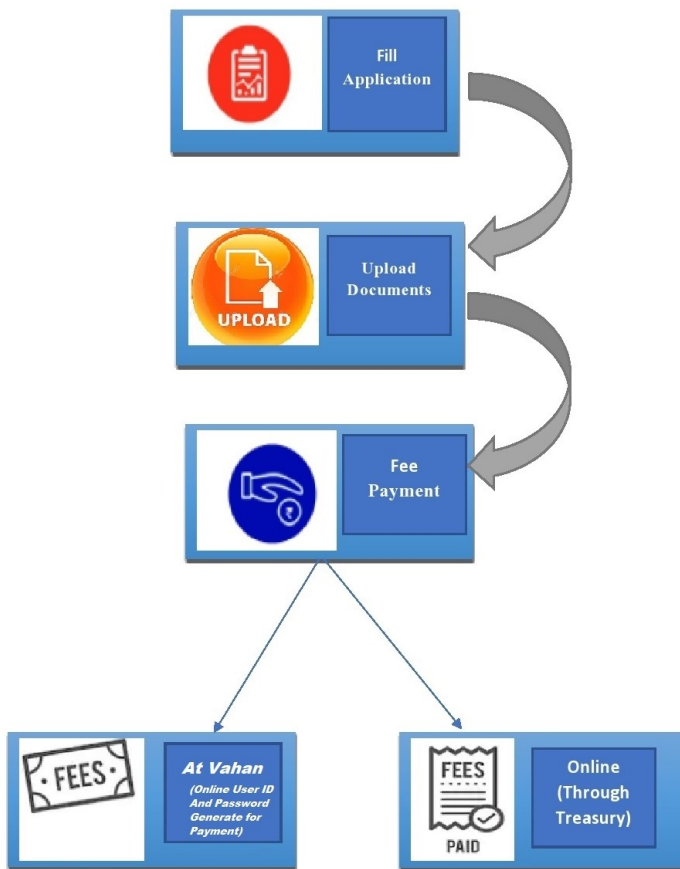 Fill
Application
UPLOAD
Upload
Documents
₹
Fee
Payment
FEES
At Vahan
(Online User ID
And Password
Generate for
Payment)
FEES
PAID
Online
(Through
Treasury)